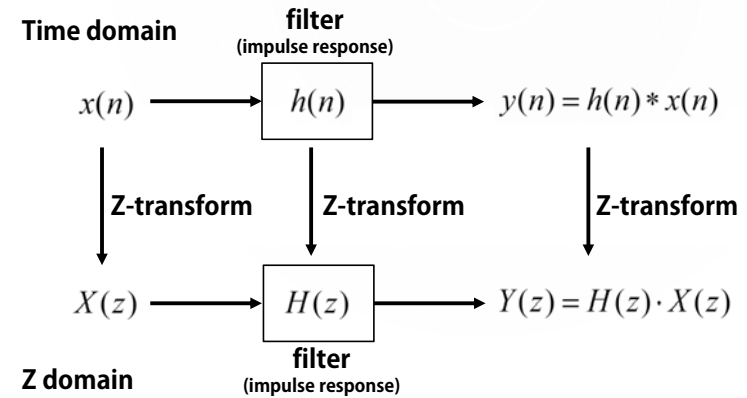 Time domain
filter
(impulse response)
x(n)
h(n)
y(n) = h(n) * x(n)
Z-transform
Z-transform
Z-transform
X(z)
H(z)
Y(z) = H(z) · X(z)
filter
(impulse response)
Z domain